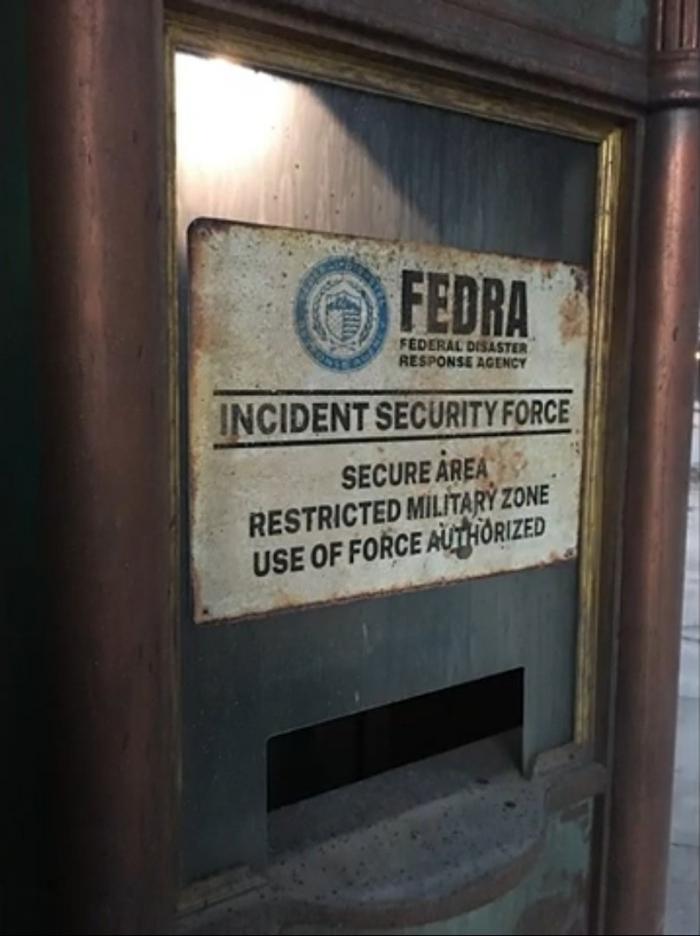 FEDRA
FEDERAL DISASTER
RESPONSE AGENCY
INCIDENT SECURITY FORCE
SECURE AREA
RESTRICTED MILITARY ZONE
USE OF FORCE AUTHORIZED